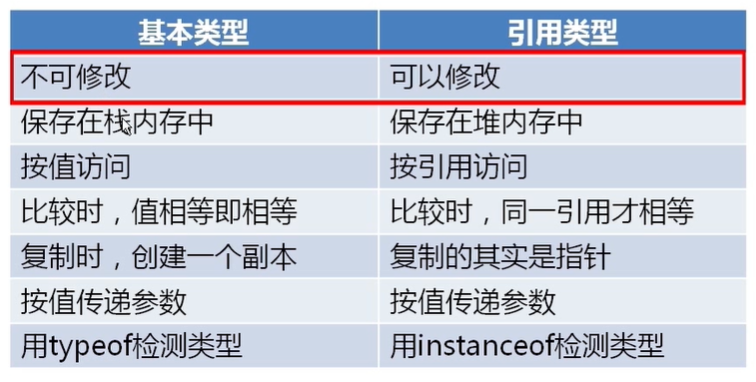 基本类型 引用类型
不可修改 可以修改
保存在栈内存中 保存在堆内存中
按值访问 按引用访问
比较时，值相等即相等 比较时，同一引用才相等
复制时，创建一个副本 复制的其实是指针
按值传递参数 按值传递参数
用typeof检测类型 用instanceof检测类型